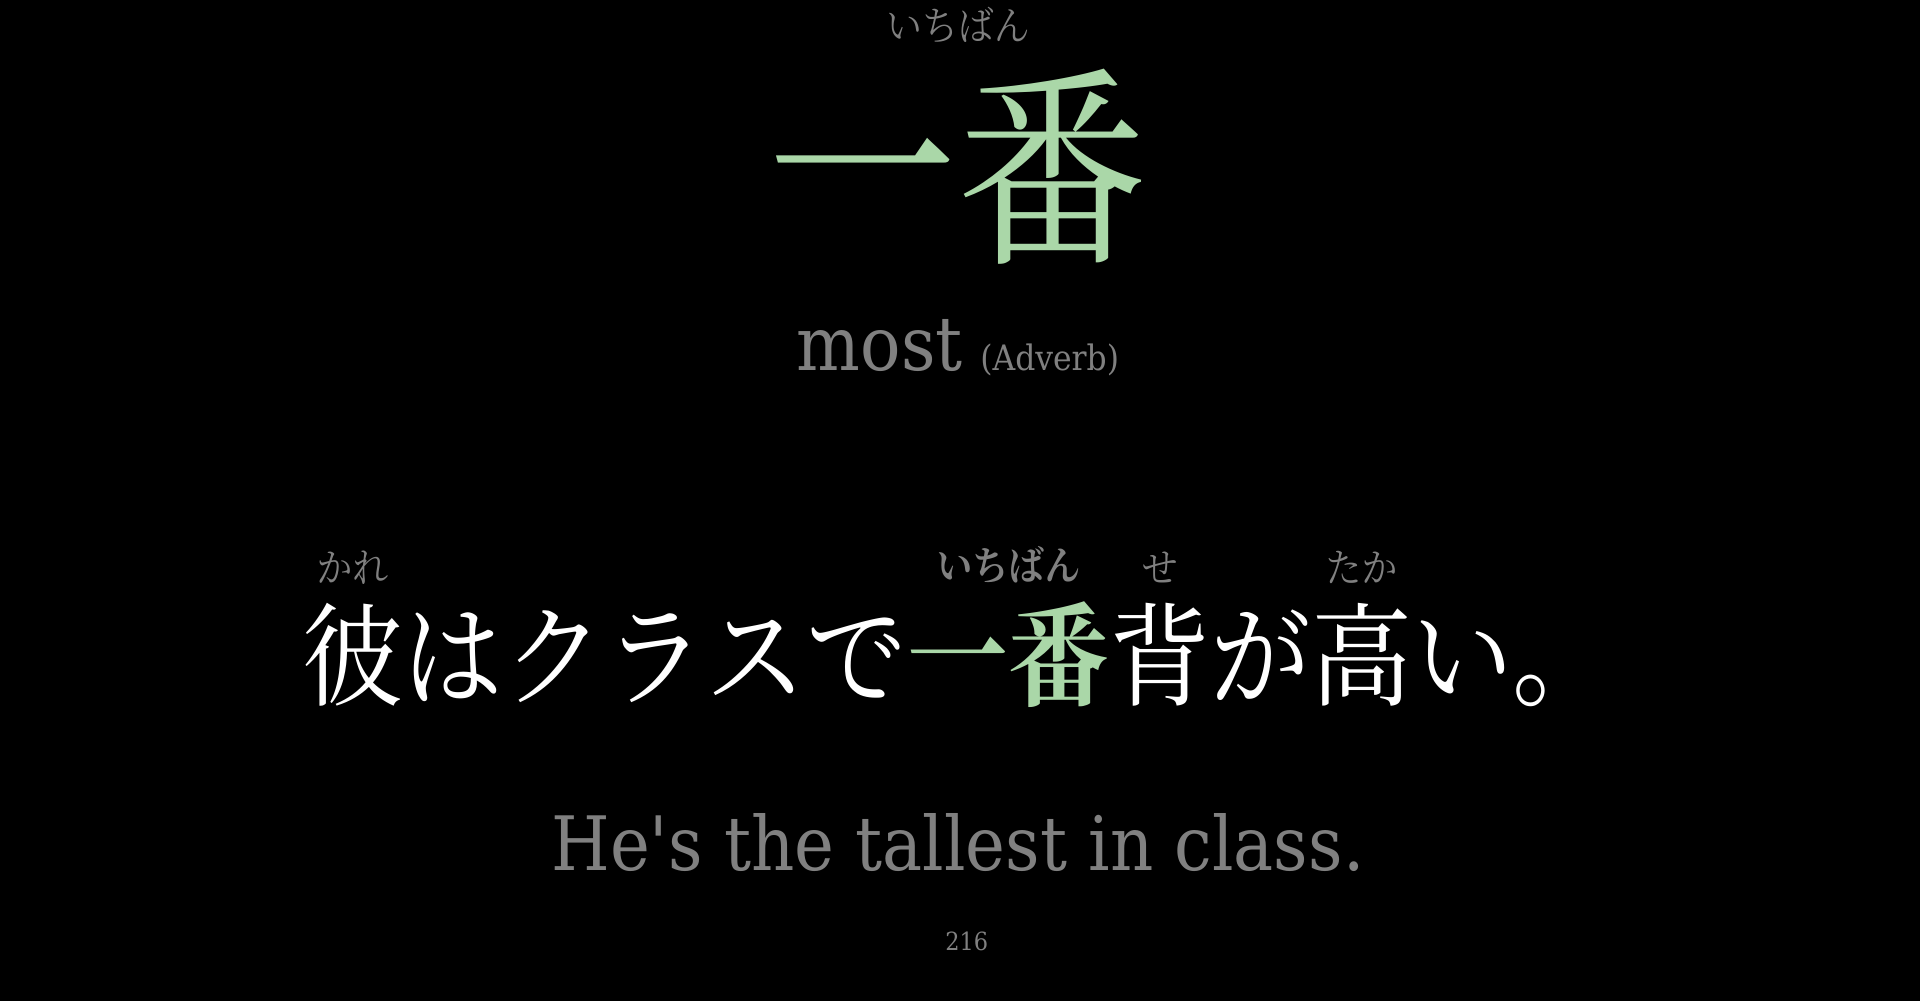 いちばん
一番
most (Adverb)
かれ いちばん せ たか
彼はクラスで一番背が高い。
He's the tallest in class.
216